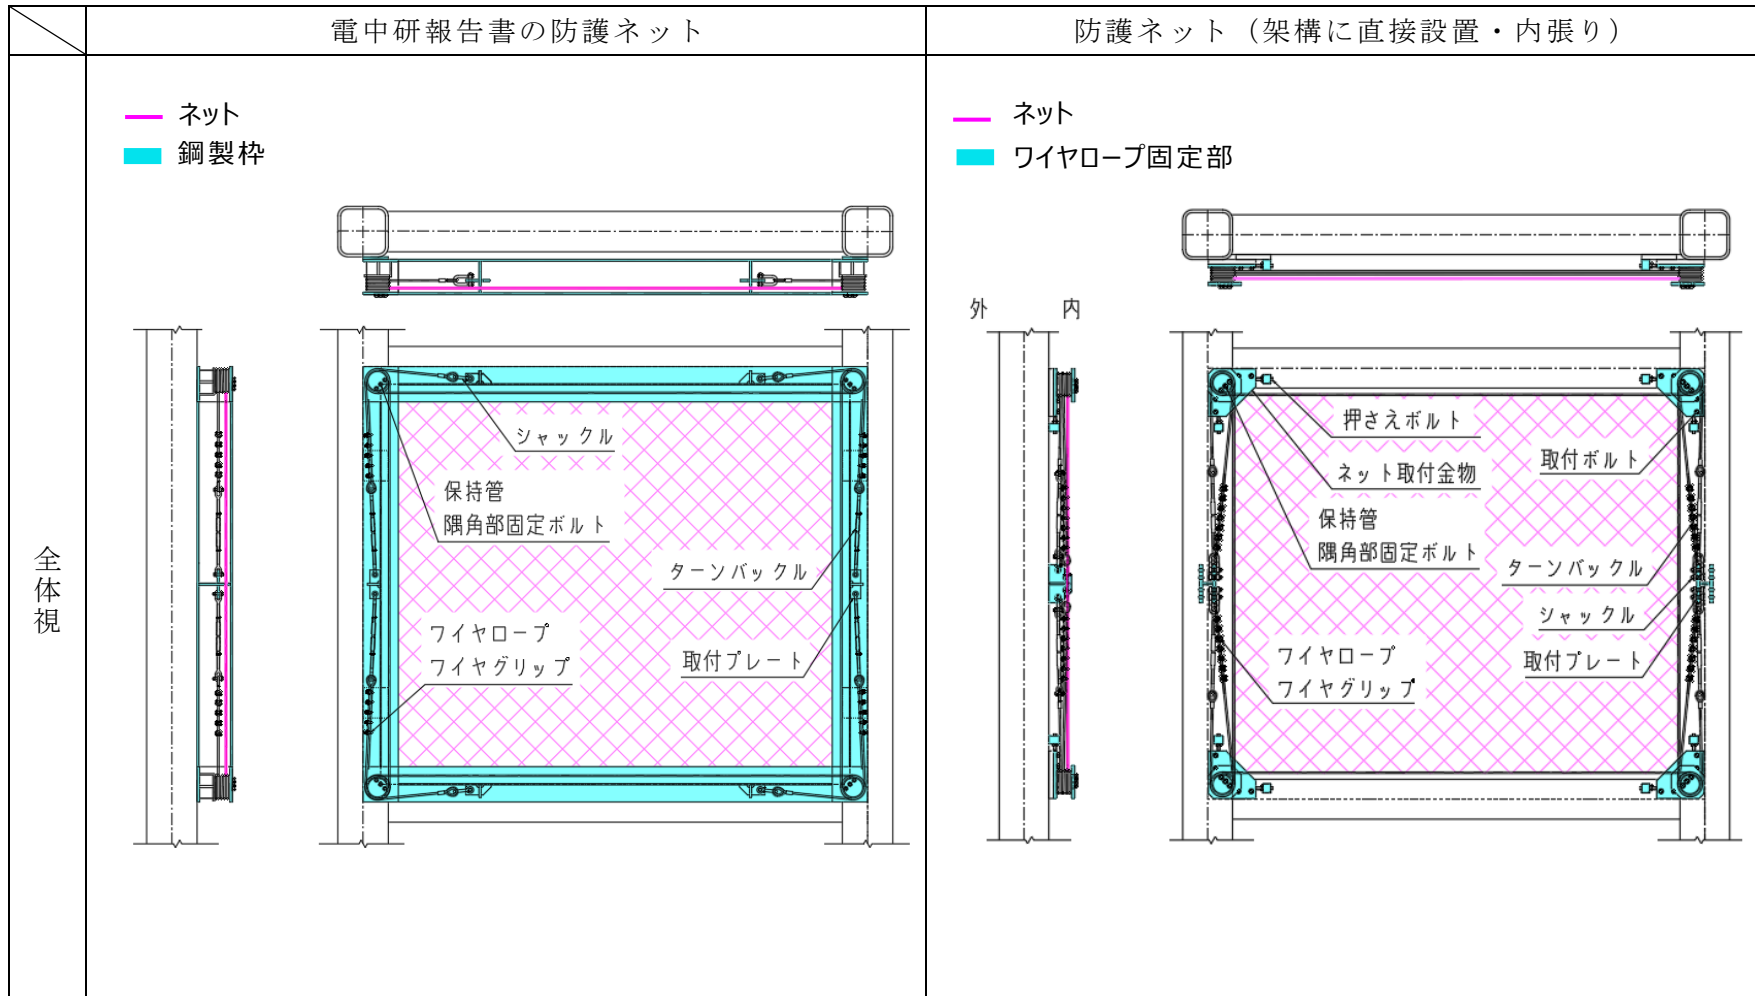 電中研報告書の防護ネット
防護ネット（架構に直接設置・内張り）
全体視
ネット
鋼製枠
シャックル
保持管
隅角部固定ボルト
ターンバックル
ワイヤロープ
ワイヤグリップ
取付プレート
ネット
ワイヤロープ固定部
外
内
押さえボルト
取付ボルト
ネット取付金物
保持管
隅角部固定ボルト
ターンバックル
シャックル
ワイヤロープ
ワイヤグリップ
取付プレート